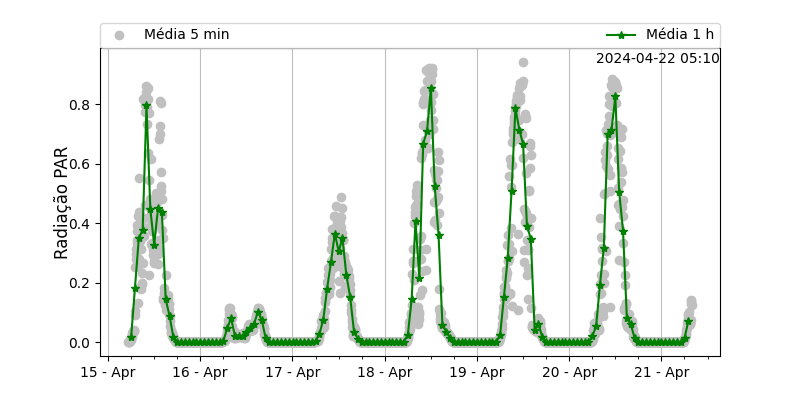 Média 5 min
Média 1 h
2024-04-22 05:10
Radiação PAR
0.8
0.6
0.4
0.2
0.0
15 - Apr
16 - Apr
17 - Apr
18 - Apr
19 - Apr
20 - Apr
21 - Apr